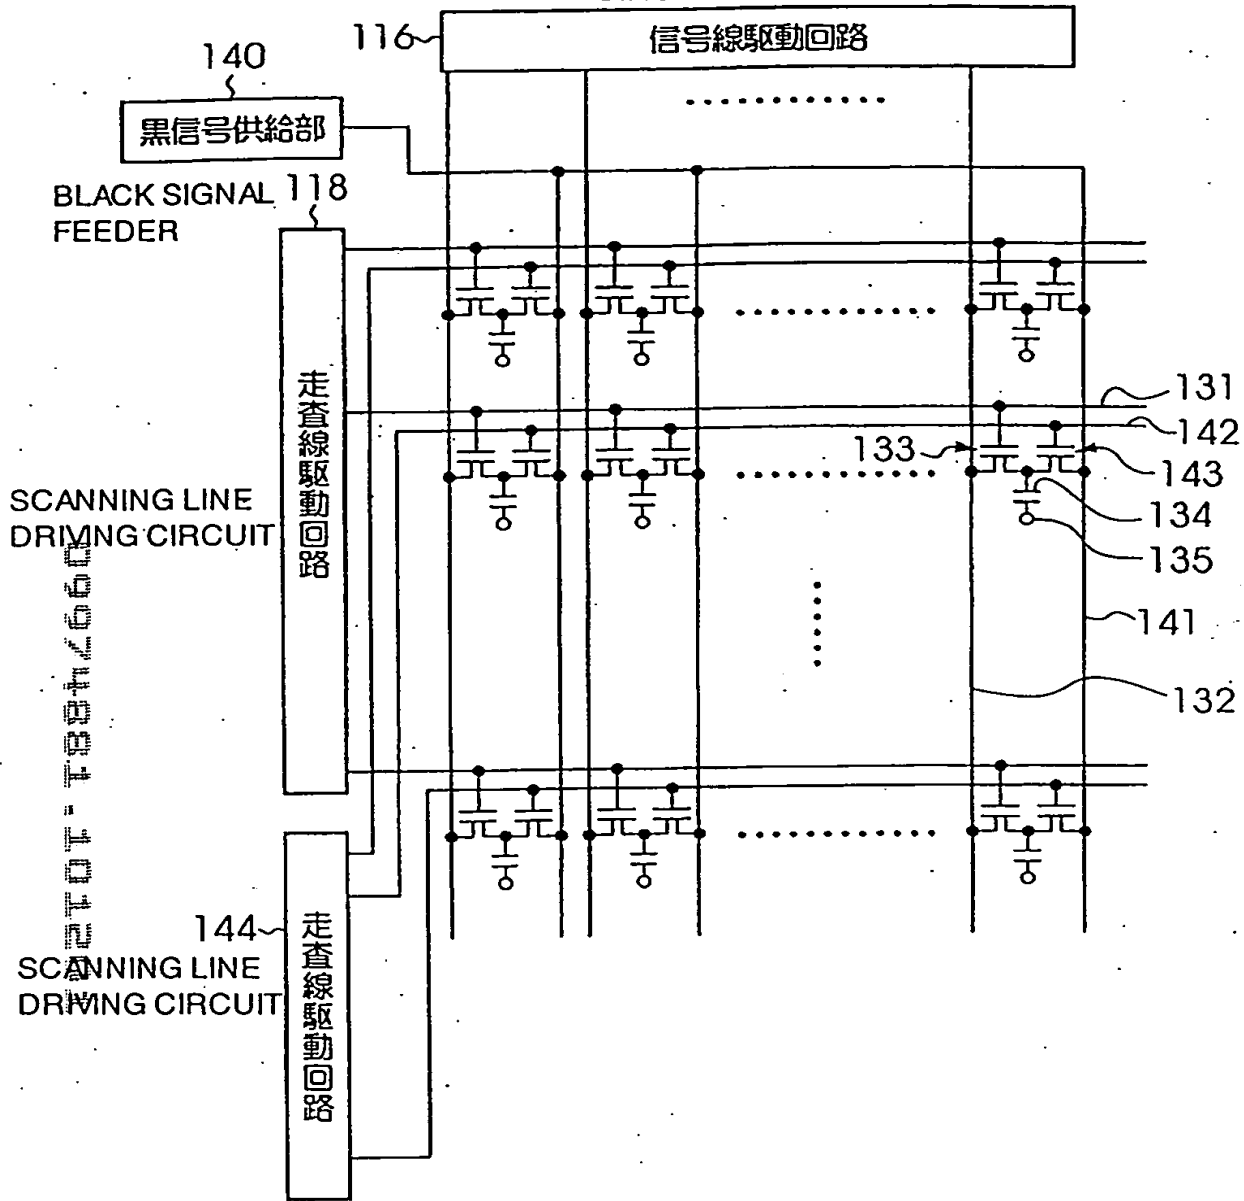 116
信号線駆動回路
140
黒信号供給部
BLACK SIGNAL
FEEDER
118
走査線駆動回路
131
142
133
143
134
135
SCANNING LINE
DRIVING CIRCUIT
141
132
144
走査線駆動回路
SCANNING LINE
DRIVING CIRCUIT